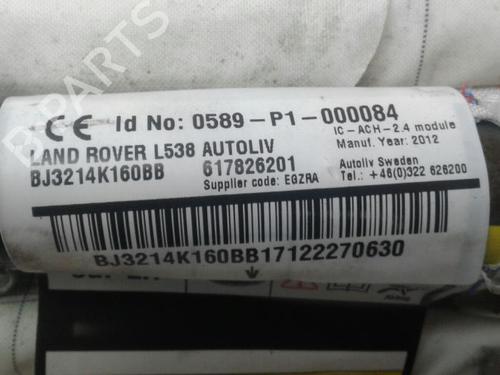 CE Id No: 0589-P1-000084
IC-ACH-2.4 module
LAND ROVER L538 AUTOLIV
Manuf. Year: 2012
BJ3214K160BB 617826201
Autoliv Sweden
Supplier code: EGZRA
Tel.: +46(0)322 626200
BJ3214K160BB17122270630
B-PARTS